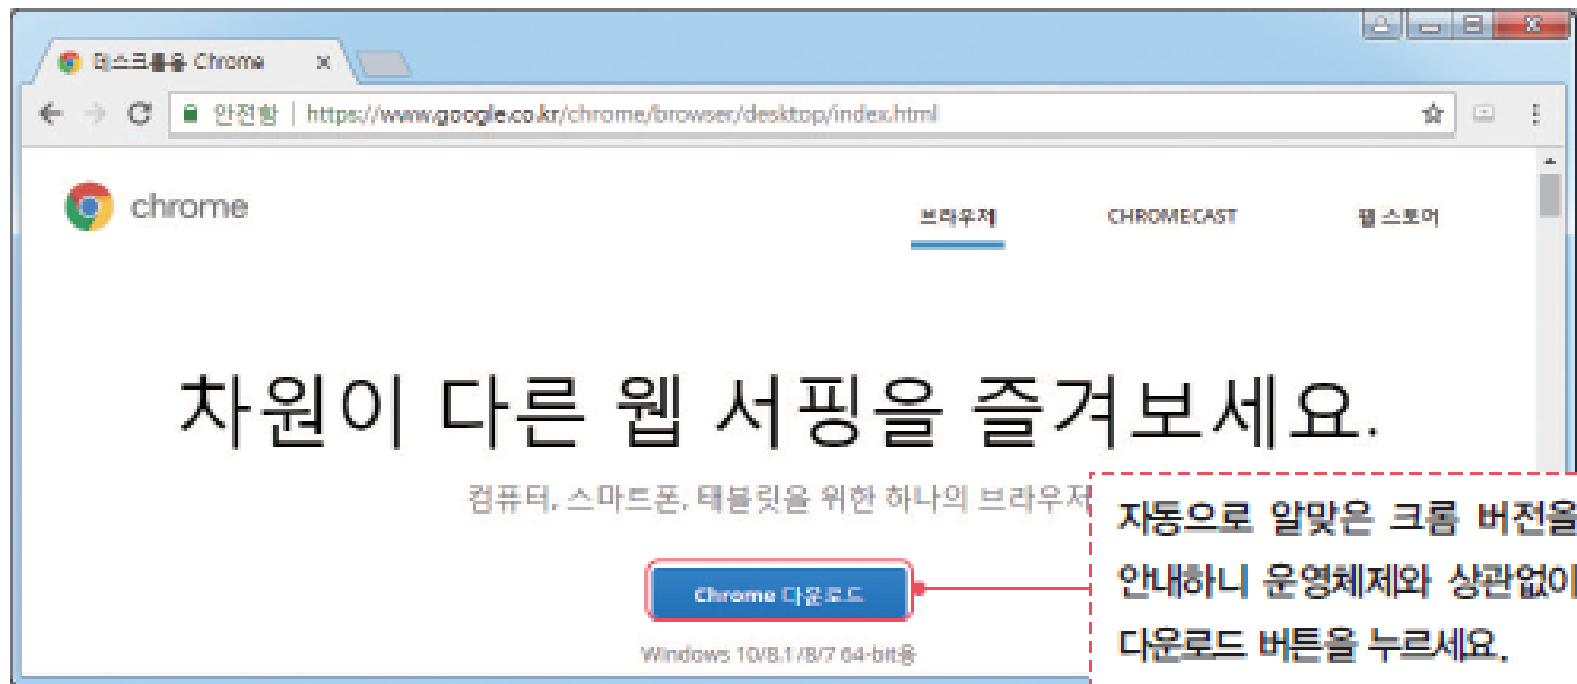 데스크톱용 Chrome
안전함 | https://www.google.co.kr/chrome/browser/desktop/index.html
chrome
브라우저 CHROMECAST 웹 스토어
차원이 다른 웹 서핑을 즐겨보세요.
컴퓨터, 스마트폰, 태블릿을 위한 하나의 브라우저
자동으로 알맞은 크롬 버전을
안내하니 운영체제와 상관없이
다운로드 버튼을 누르세요.
Chrome 다운로드
Windows 10/8.1/8/7 64-bit용